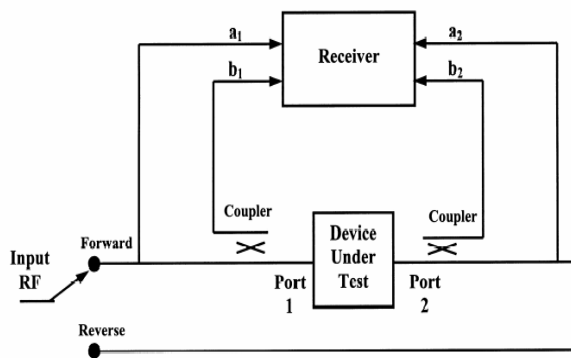 a1
a2
Receiver
b1
b2
Coupler
Device
Under
Test
Coupler
Forward
Input
RF
Port
1
Port
2
Reverse